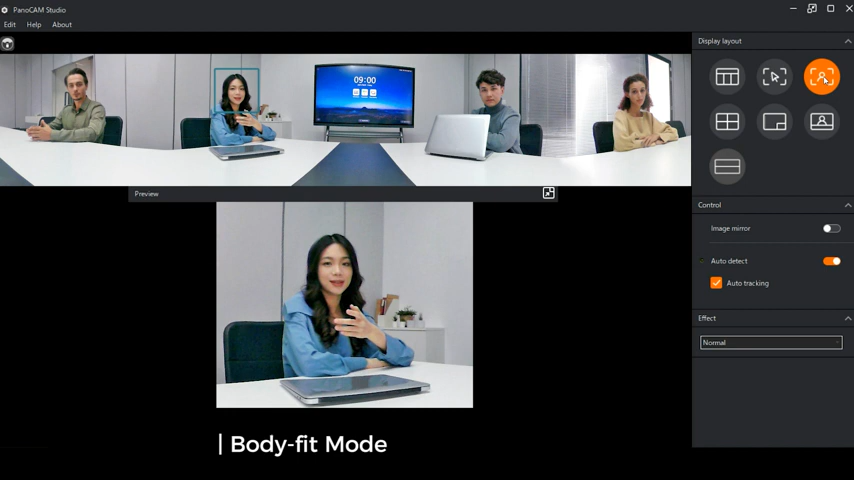 PanoCAM Studio
Edit Help About
09:00
Display layout
Preview
Control
Image mirror
Auto detect
Auto tracking
Effect
Normal
| Body-fit Mode